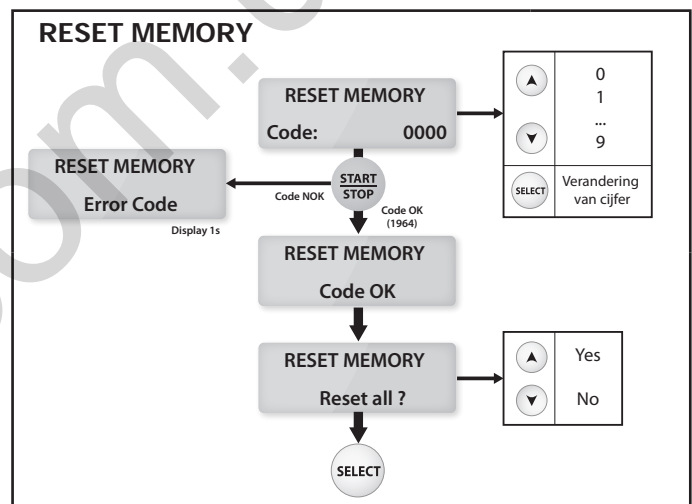 RESET MEMORY
RESET MEMORY
Code: 0000
0
1
...
9
SELECT
Verandering
van cijfer
RESET MEMORY
Error Code
Display 1s
Code NOK
START
STOP
Code OK
(1964)
RESET MEMORY
Code OK
RESET MEMORY
Reset all ?
Yes
No
SELECT